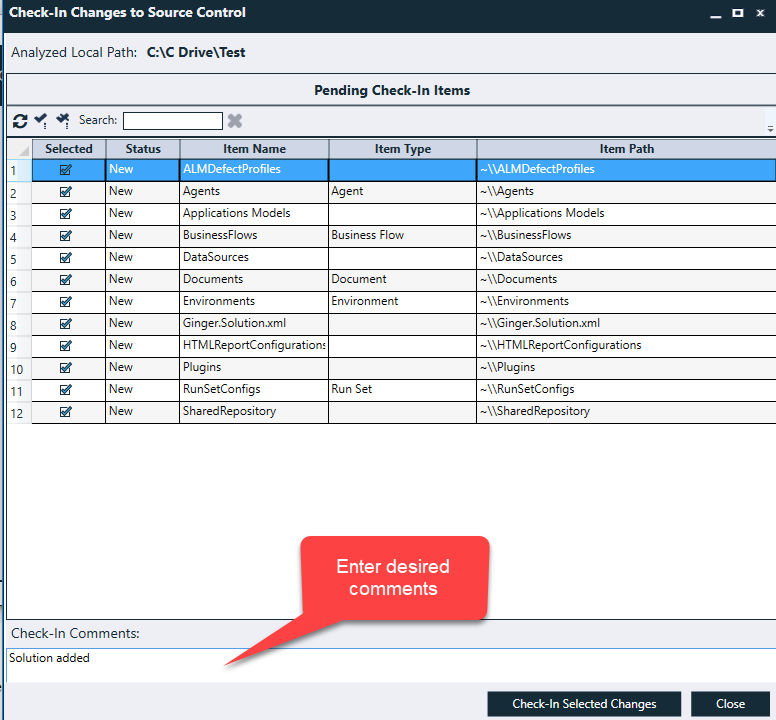 Check-In Changes to Source Control
Analyzed Local Path: C:\C Drive\Test
Pending Check-In Items
Search:
Selected Status Item Name Item Type Item Path
1 New ALMDefectProfiles ~\\ALMDefectProfiles
2 New Agents Agent ~\\Agents
3 New Applications Models ~\\Applications Models
4 New BusinessFlows Business Flow ~\\BusinessFlows
5 New DataSources ~\\DataSources
6 New Documents Document ~\\Documents
7 New Environments Environment ~\\Environments
8 New Ginger.Solution.xml ~\\Ginger.Solution.xml
9 New HTMLReportConfigurations ~\\HTMLReportConfigurations
10 New Plugins ~\\Plugins
11 New RunSetConfigs Run Set ~\\RunSetConfigs
12 New SharedRepository ~\\SharedRepository
Enter desired
comments
Check-In Comments:
Solution added
Check-In Selected Changes Close